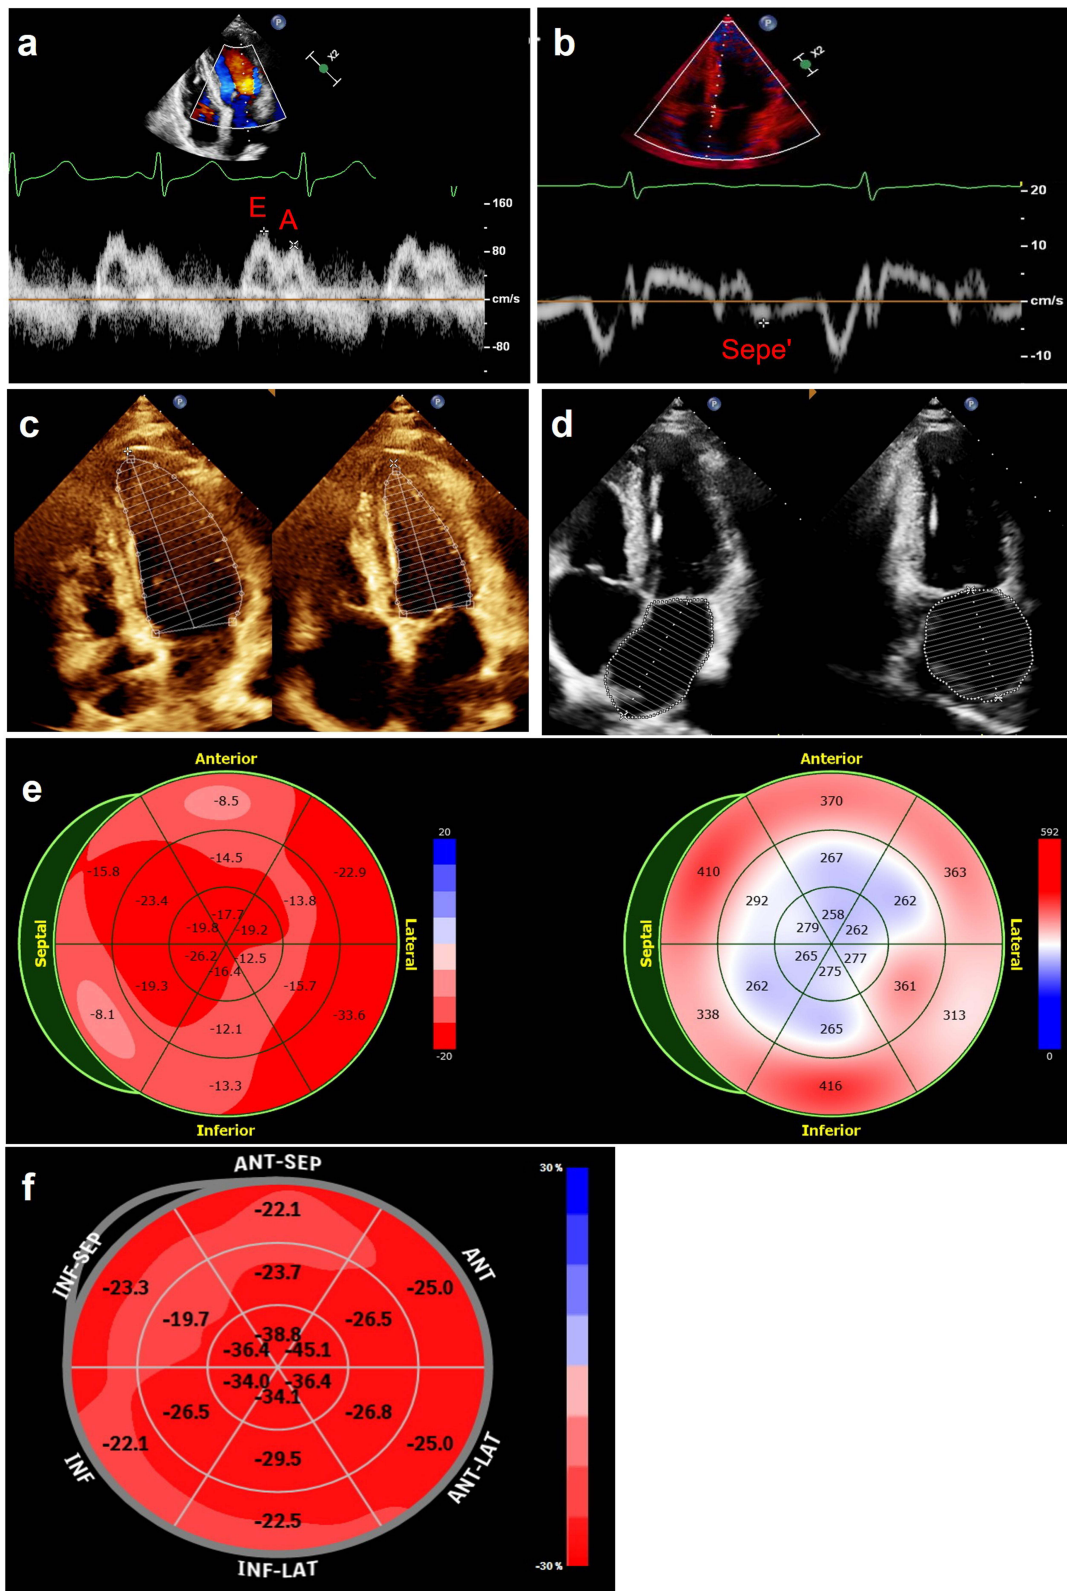 a
P
X2
E
A
160
80
cm/s
-80
b
P
X2
20
10
cm/s
-10
Sepe'
c
P
P
d
P
P
e
Anterior
Septal
Lateral
Inferior
-8.5
-15.8
-22.9
-14.5
-23.4
-13.8
-17.7
-19.8
-19.2
-26.2
-12.5
-16.4
-19.3
-15.7
-8.1
-33.6
-12.1
-13.3
20
-20
Anterior
Septal
Lateral
Inferior
370
410
363
267
292
262
258
279
262
265
277
275
262
361
338
313
265
416
592
0
f
ANT-SEP
INF-SEP
ANT
INF
ANT-LAT
INF-LAT
-22.1
-23.3
-25.0
-23.7
-19.7
-26.5
-38.8
-36.4
-45.1
-34.0
-36.4
-34.1
-26.5
-26.8
-22.1
-25.0
-29.5
-22.5
30 %
-30 %